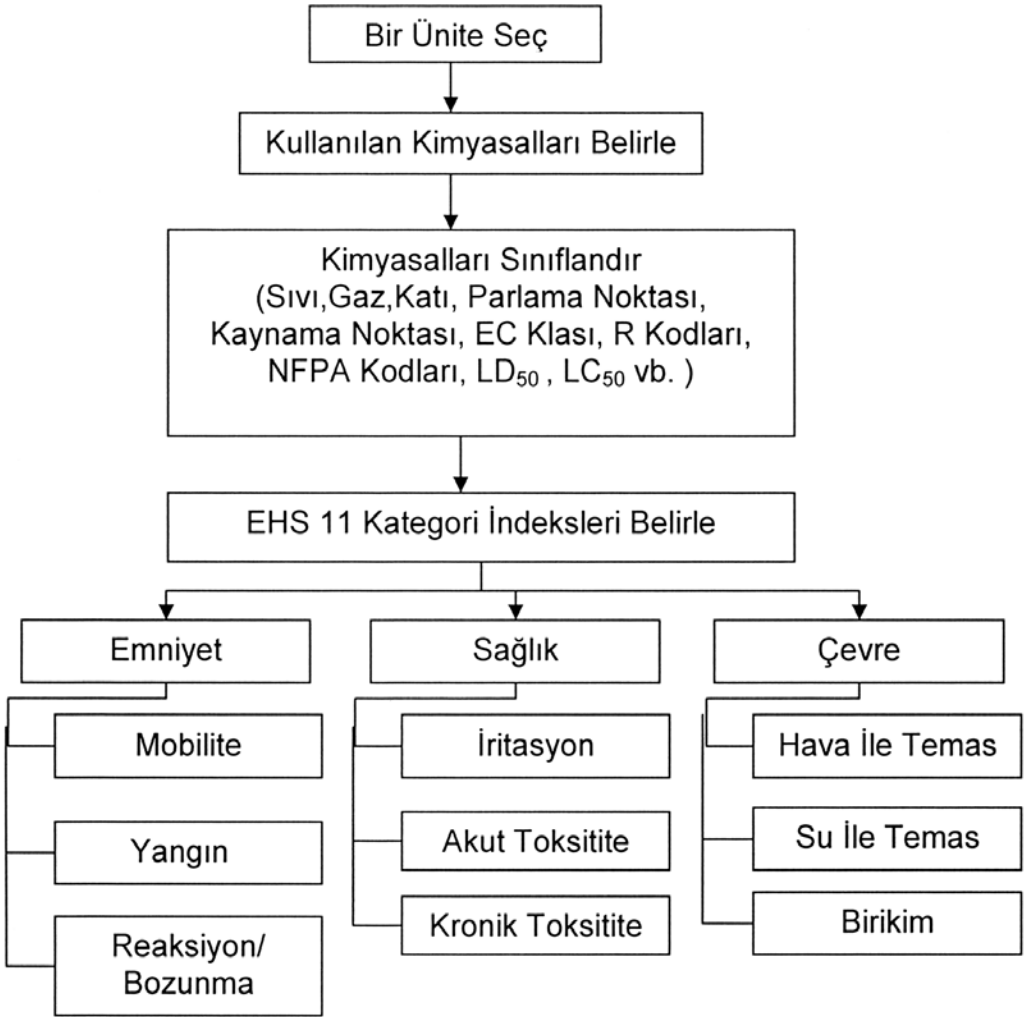 Bir Ünite Seç
Kullanılan Kimyasalları Belirle
Kimyasalları Sınıflandır
(Sıvı,Gaz,Katı, Parlama Noktası,
Kaynama Noktası, EC Klası, R Kodları,
NFPA Kodları, LD₅₀ , LC₅₀ vb. )
EHS 11 Kategori İndeksleri Belirle
Emniyet
Mobilite
Yangın
Reaksiyon/
Bozunma
Sağlık
İritasyon
Akut Toksitite
Kronik Toksitite
Çevre
Hava İle Temas
Su İle Temas
Birikim